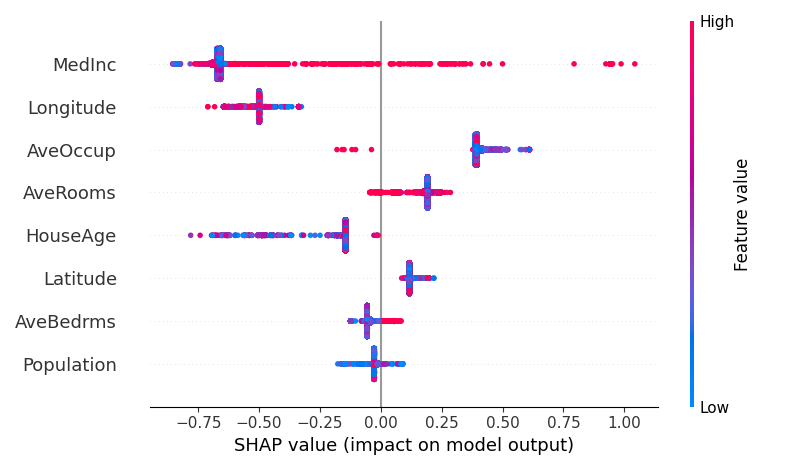 High
MedInc
Longitude
AveOccup
AveRooms
HouseAge
Latitude
AveBedrms
Population
Feature value
Low
−0.75 −0.50 −0.25 0.00 0.25 0.50 0.75 1.00
SHAP value (impact on model output)